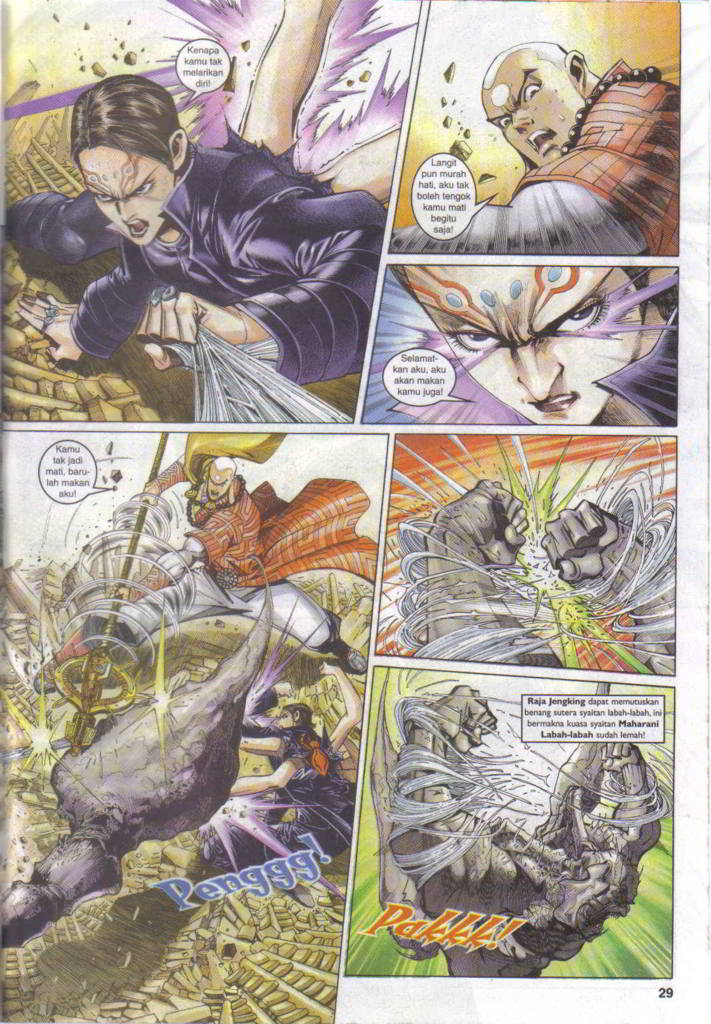 Kenapa
kamu tak
melarikan
diri!
Langit
pun murah
hati, aku tak
boleh tengok
kamu mati
begitu
saja!
Selamat-
kan aku, aku
akan makan
kamu juga!
Kamu
tak jadi
mati, baru-
lah makan
aku!
Raja Jengking dapat memutuskan
benang sutera syaitan labah-labah, ini
bermakna kuasa syaitan Maharani
Labah-labah sudah lemah!
Penggg!
Pakkk!
29